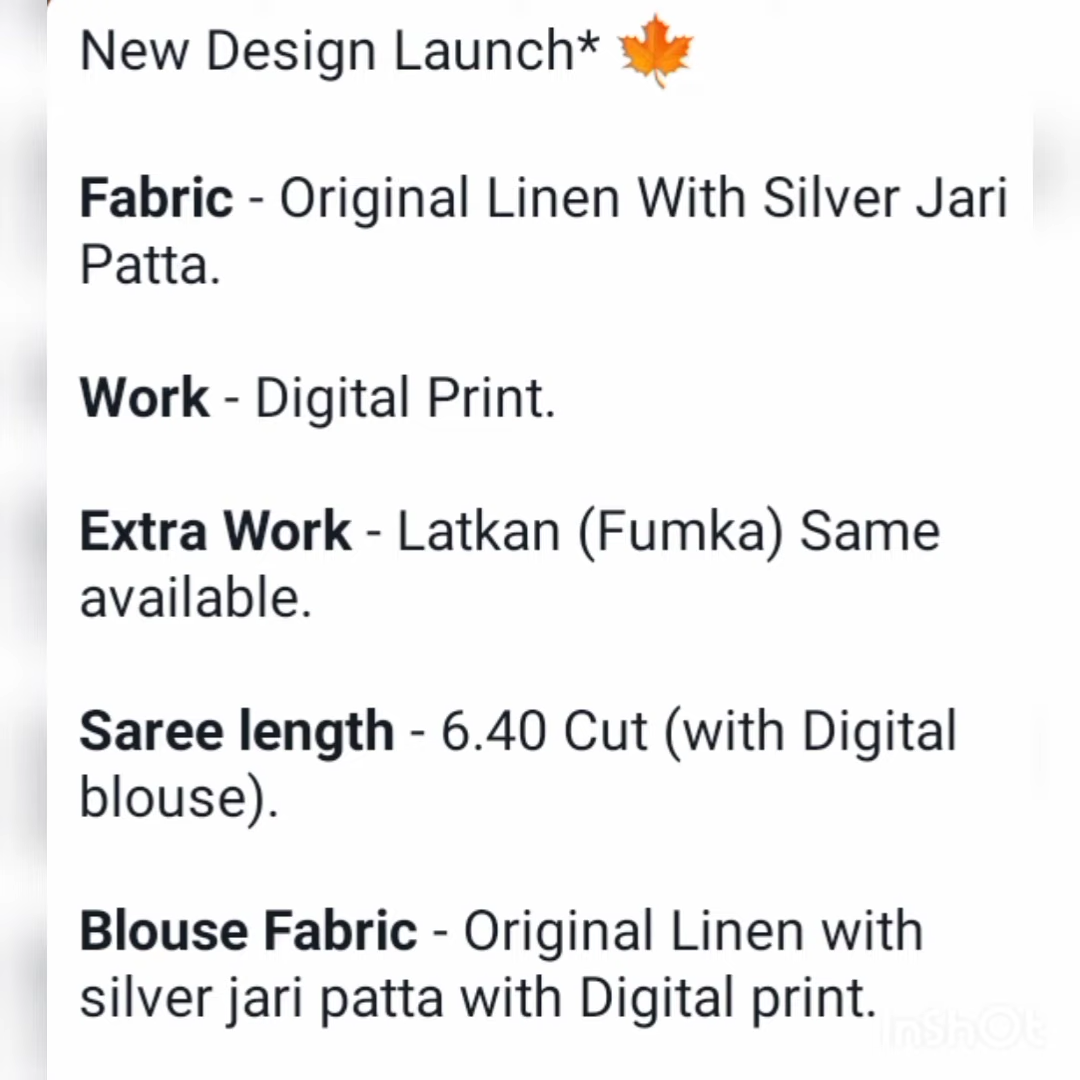 New Design Launch* 🍁
Fabric - Original Linen With Silver Jari
Patta.
Work - Digital Print.
Extra Work - Latkan (Fumka) Same
available.
Saree length - 6.40 Cut (with Digital
blouse).
Blouse Fabric - Original Linen with
silver jari patta with Digital print.
InShOt